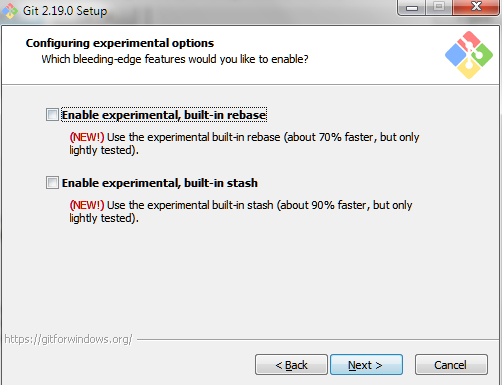 Git 2.19.0 Setup
Configuring experimental options
Which bleeding-edge features would you like to enable?
Enable experimental, built-in rebase
(NEW!) Use the experimental built-in rebase (about 70% faster, but only
lightly tested).
Enable experimental, built-in stash
(NEW!) Use the experimental built-in stash (about 90% faster, but only
lightly tested).
https://gitforwindows.org/
< Back
Next >
Cancel